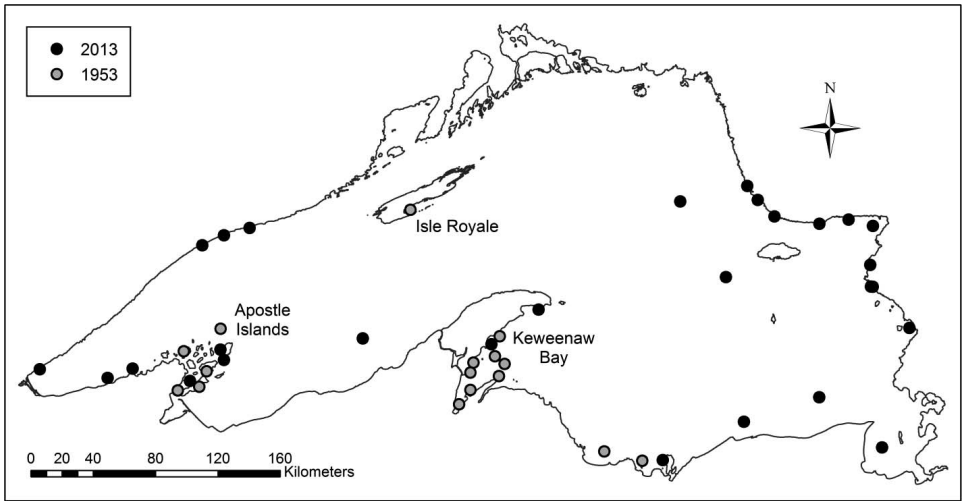 2013
1953
N
Isle Royale
Apostle
Islands
Keweenaw
Bay
0 20 40 80 120 160
Kilometers